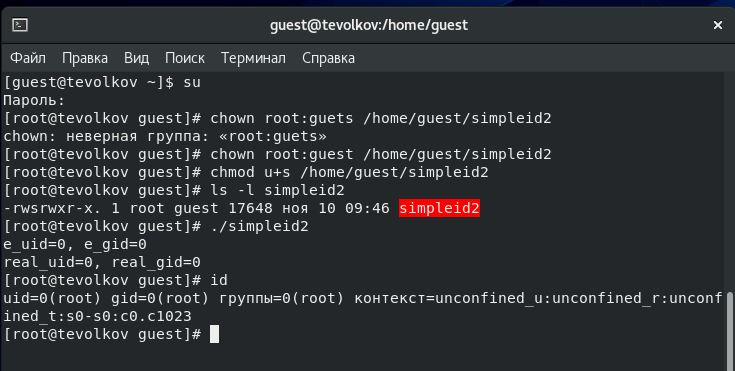 guest@tevolkov:/home/guest
Файл Правка Вид Поиск Терминал Справка
[guest@tevolkov ~]$ su
Пароль:
[root@tevolkov guest]# chown root:guets /home/guest/simpleid2
chown: неверная группа: «root:guets»
[root@tevolkov guest]# chown root:guest /home/guest/simpleid2
[root@tevolkov guest]# chmod u+s /home/guest/simpleid2
[root@tevolkov guest]# ls -l simpleid2
-rwsrwxr-x. 1 root guest 17648 ноя 10 09:46 simpleid2
[root@tevolkov guest]# ./simpleid2
e_uid=0, e_gid=0
real_uid=0, real_gid=0
[root@tevolkov guest]# id
uid=0(root) gid=0(root) группы=0(root) контекст=unconfined_u:unconfined_r:unconf
ined_t:s0-s0:c0.c1023
[root@tevolkov guest]#